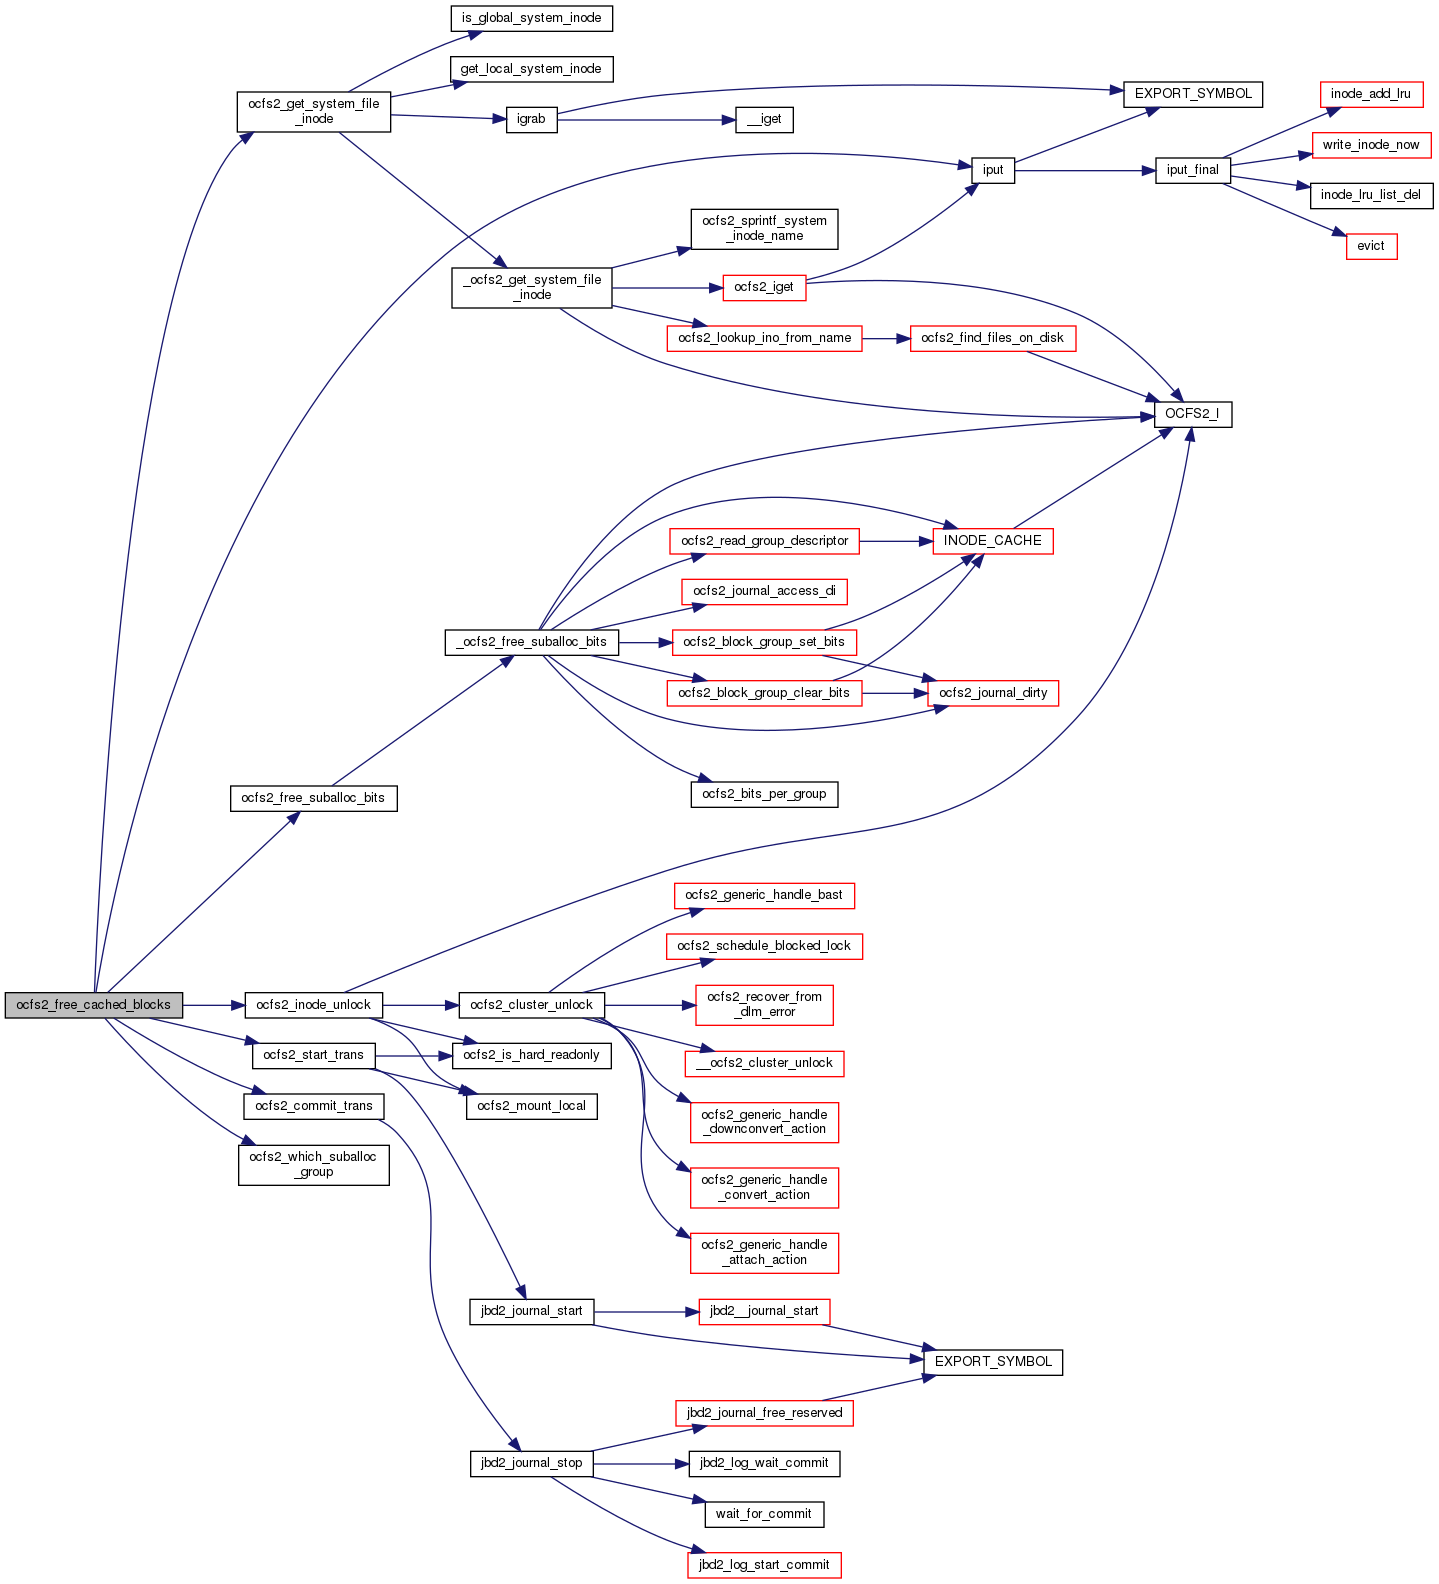 is_global_system_inode
get_local_system_inode
ocfs2_get_system_file
_inode
igrab
__iget
EXPORT_SYMBOL
inode_add_lru
write_inode_now
iput
iput_final
inode_lru_list_del
evict
ocfs2_sprintf_system
_inode_name
_ocfs2_get_system_file
_inode
ocfs2_iget
ocfs2_lookup_ino_from_name
ocfs2_find_files_on_disk
OCFS2_I
ocfs2_read_group_descriptor
INODE_CACHE
ocfs2_journal_access_di
_ocfs2_free_suballoc_bits
ocfs2_block_group_set_bits
ocfs2_block_group_clear_bits
ocfs2_journal_dirty
ocfs2_bits_per_group
ocfs2_free_suballoc_bits
ocfs2_generic_handle_bast
ocfs2_schedule_blocked_lock
ocfs2_free_cached_blocks
ocfs2_inode_unlock
ocfs2_cluster_unlock
ocfs2_recover_from
_dlm_error
ocfs2_start_trans
ocfs2_is_hard_readonly
__ocfs2_cluster_unlock
ocfs2_commit_trans
ocfs2_mount_local
ocfs2_generic_handle
_downconvert_action
ocfs2_which_suballoc
_group
ocfs2_generic_handle
_convert_action
ocfs2_generic_handle
_attach_action
jbd2_journal_start
jbd2__journal_start
EXPORT_SYMBOL
jbd2_journal_free_reserved
jbd2_journal_stop
jbd2_log_wait_commit
wait_for_commit
jbd2_log_start_commit